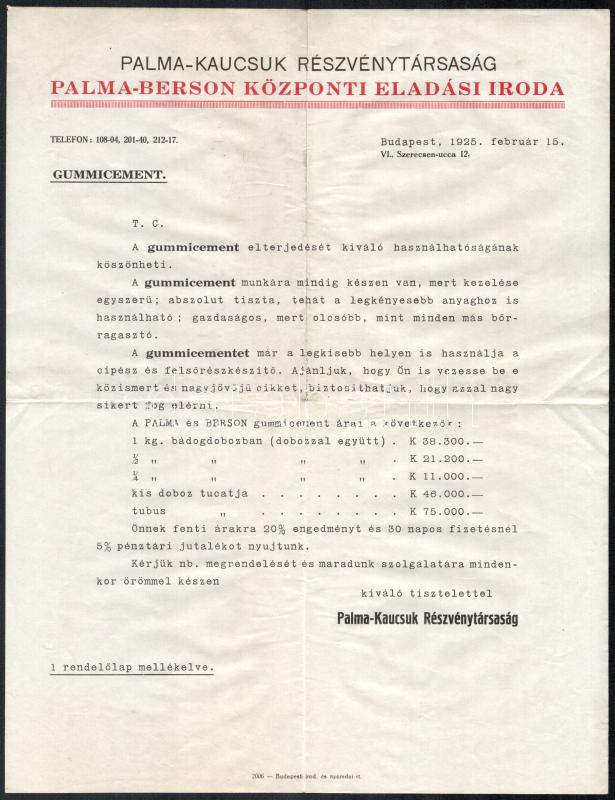 PALMA-KAUCSUK RÉSZVÉNYTÁRSASÁG
PALMA-BERSON KÖZPONTI ELADÁSI IRODA
TELEFON: 108-04, 201-40, 212-17.
Budapest, 1925. február 15.
VI., Szerecsen-ucca 12.
GUMMICEMENT.
T. C.
A gummicement elterjedését kiváló használhatóságának
köszönheti.
A gummicement munkára mindig készen van, mert kezelése
egyszerü; abszolut tiszta, tehát a legkényesebb anyaghoz is
használható; gazdaságos, mert olcsóbb, mint minden más bőr-
ragasztó.
A gummicementet már a legkisebb helyen is használja a
cipész és felsőrészkészitő. Ajánljuk, hogy Ön is vezesse be e
közismert és nagyjövőjü cikket, biztosithatjuk, hogy azzal nagy
sikert fog elérni.
A PALMA és BERSON gummicement árai a következők:
1 kg. bádogdobozban (dobozzal együtt) . K 38.300.—
½ „ „ „ „ . K 21.200.—
¼ „ „ „ „ . K 11.000.—
kis doboz tucatja . . . . . . . K 46.000.—
tubus „ . . . . . . . K 75.000.—
Önnek fenti árakra 20% engedményt és 30 napos fizetésnél
5% pénztári jutalékot nyujtunk.
Kérjük nb. megrendelését és maradunk szolgálatára minden-
kor örömmel készen
kiváló tisztelettel
Palma-Kaucsuk Részvénytársaság
1 rendelőlap mellékelve.
2006 — Budapesti irod. és nyomdai rt.